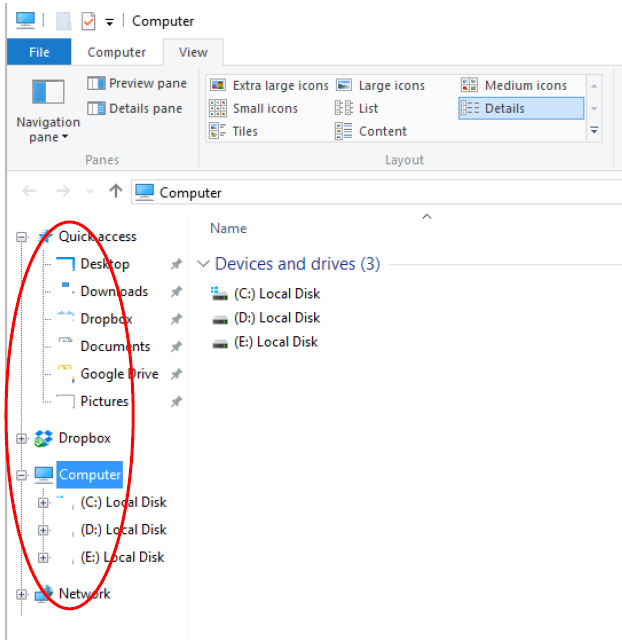 Computer
File Computer View
Preview pane
Details pane
Navigation
pane
Panes
Extra large icons Large icons Medium icons
Small icons List Details
Tiles Content
Layout
Computer
Quick access
Desktop
Downloads
Dropbox
Documents
Google Drive
Pictures
Dropbox
Computer
(C:) Local Disk
(D:) Local Disk
(E:) Local Disk
Network
Name
Devices and drives (3)
(C:) Local Disk
(D:) Local Disk
(E:) Local Disk